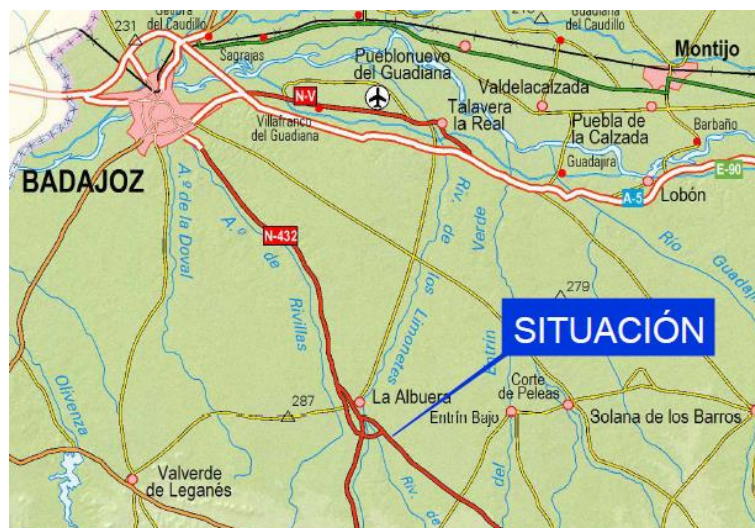 231
del Caudillo
Sagrajas
Pueblonuevo
del Guadiana
Guadiana
del Caudillo
Montijo
Valdelacalzada
N-V
Villafranco
del Guadiana
Talavera
la Real
Puebla de
la Calzada
Barbaño
Guadajira
E-90
A-5
Lobón
BADAJOZ
A.º de la Doval
A.º de Rivillas
N-432
Riv. de los Limonetes
Verde
Río
279
SITUACIÓN
Entrín
Olivenza
287
La Albuera
Corte
de Peleas
Entrín Bajo
Solana de los Barros
del
Valverde
de Leganés
Riv. de